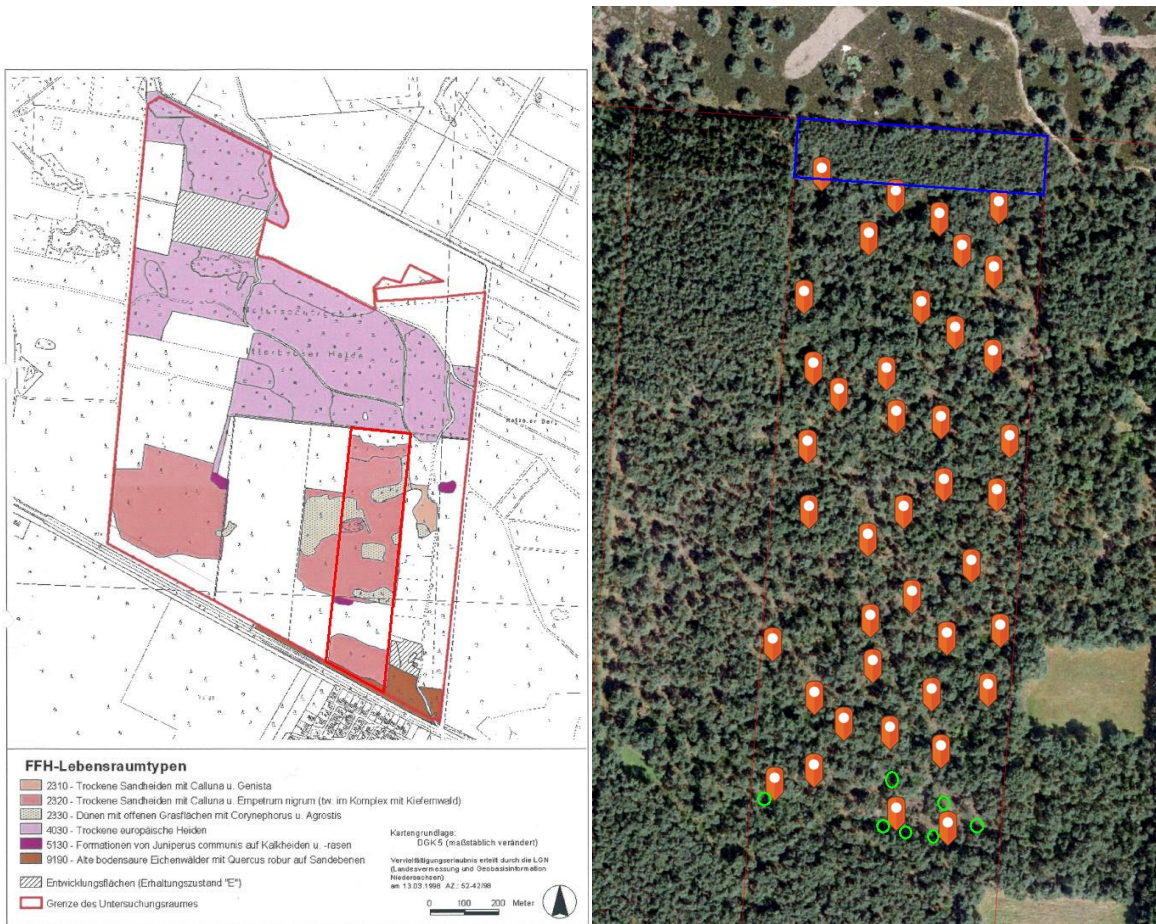 Itterbecker Heide
FFH-Lebensraumtypen
2310 - Trockene Sandheiden mit Calluna u. Genista
2320 - Trockene Sandheiden mit Calluna u. Empetrum nigrum (tw. im Komplex mit Kiefernwald)
2330 - Dünen mit offenen Grasflächen mit Corynephorus u. Agrostis
4030 - Trockene europäische Heiden
5130 - Formationen von Juniperus communis auf Kalkheiden u. -rasen
9190 - Alte bodensaure Eichenwälder mit Quercus robur auf Sandebenen
Entwicklungsflächen (Erhaltungszustand "E")
Grenze des Untersuchungsraumes
Kartengrundlage:
DGK 5 (maßstäblich verändert)
Vervielfältigungserlaubnis erteilt durch die LGN
(Landesvermessung und Geobasisinformation
Niedersachsen)
am 13.03.1998 AZ.: 52-42/98
0 100 200 Meter